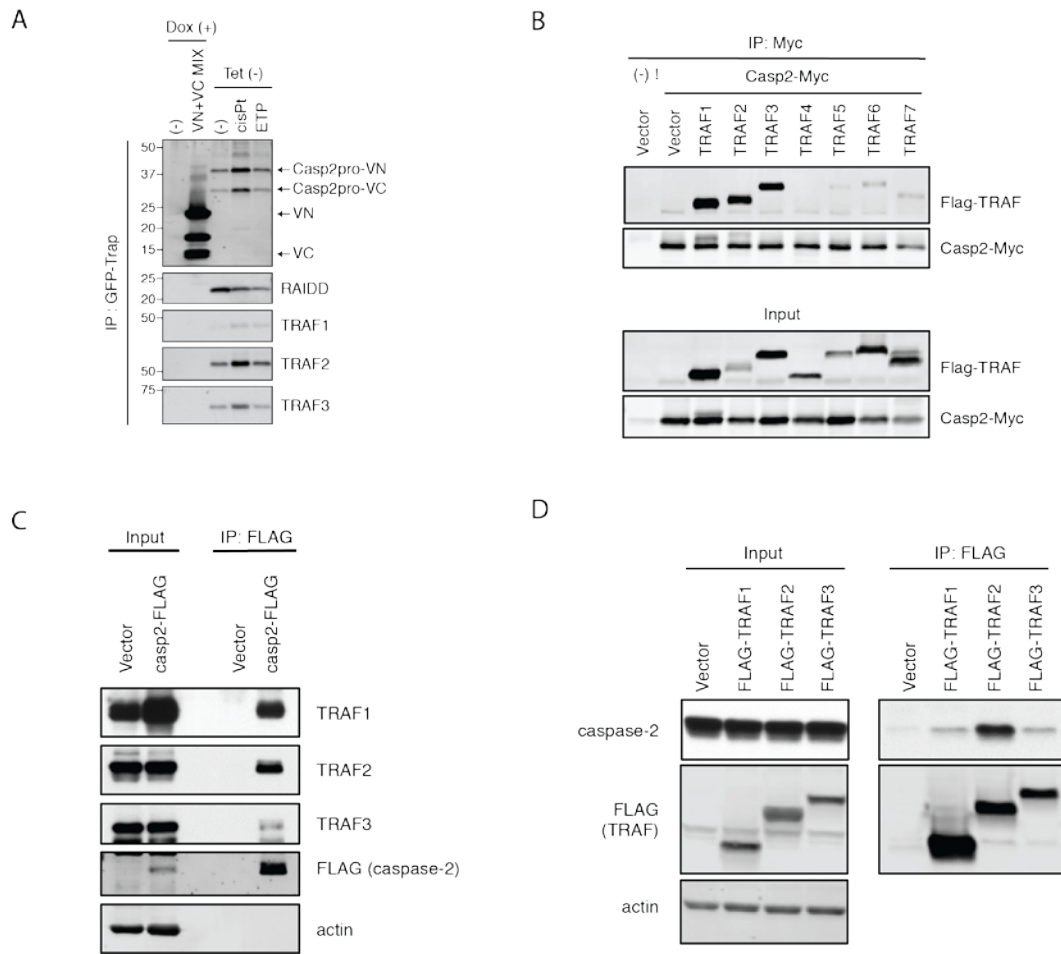 A
Dox (+)
Tet (-)
(-)
VN+VC MIX
(-)
cisPt
ETP
IP : GFP-Trap
50
37
25
20
15
Casp2pro-VN
Casp2pro-VC
VN
VC
25
20
RAIDD
50
TRAF1
50
TRAF2
75
TRAF3
B
IP: Myc
(-) !
Casp2-Myc
Vector
Vector
TRAF1
TRAF2
TRAF3
TRAF4
TRAF5
TRAF6
TRAF7
Flag-TRAF
Casp2-Myc
Input
Flag-TRAF
Casp2-Myc
C
Input
IP: FLAG
Vector
casp2-FLAG
Vector
casp2-FLAG
TRAF1
TRAF2
TRAF3
FLAG (caspase-2)
actin
D
Input
IP: FLAG
Vector
FLAG-TRAF1
FLAG-TRAF2
FLAG-TRAF3
Vector
FLAG-TRAF1
FLAG-TRAF2
FLAG-TRAF3
caspase-2
FLAG
(TRAF)
actin